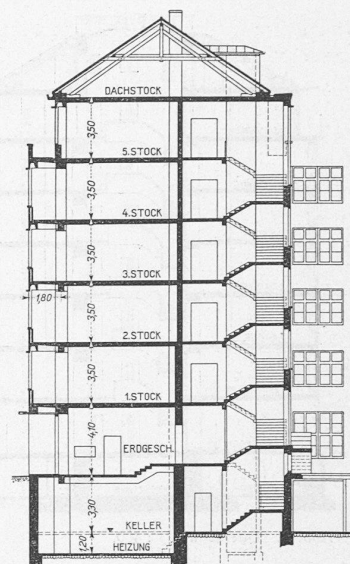 DACHSTOCK
3,50
5. STOCK
3,50
4. STOCK
3,50
3. STOCK
1,80
3,50
2. STOCK
3,50
1. STOCK
4,10
ERDGESCH.
3,30
KELLER
1,20
HEIZUNG